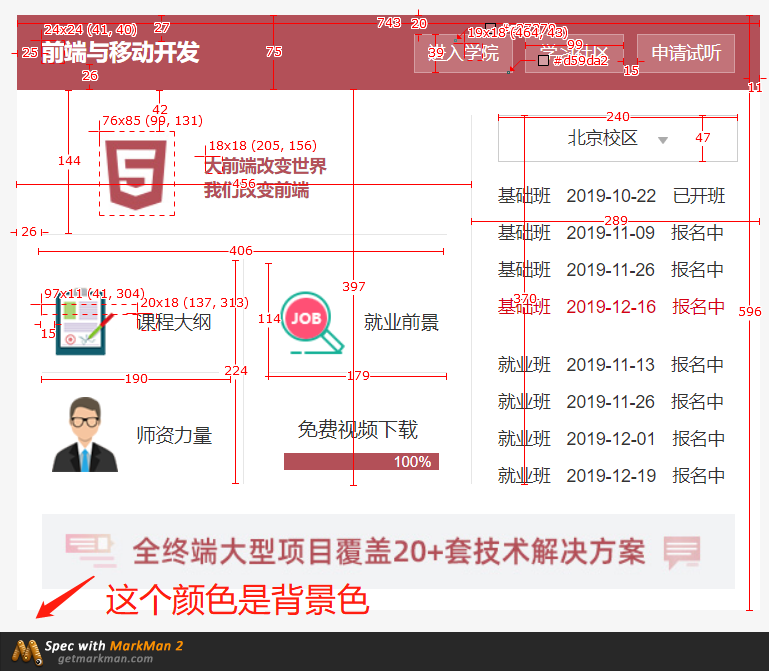 743 20
24x24 (41, 40) 27 19x18 (464, 43)
25 前端与移动开发 75 39 进入学院 学习社区 99 申请试听
#d59da2
26 15 11
42 240
76x85 (99, 131) 北京校区 47
144 18x18 (205, 156)
大前端改变世界
456
我们改变前端
基础班 2019-10-22 已开班
289
26 基础班 2019-11-09 报名中
406
基础班 2019-11-26 报名中
397 370
97x11 (41, 304) 基础班 2019-12-16 报名中
20x18 (137, 313) 596
15 课程大纲 114 JOB 就业前景
就业班 2019-11-13 报名中
190 224 179
就业班 2019-11-26 报名中
师资力量 免费视频下载 就业班 2019-12-01 报名中
100% 就业班 2019-12-19 报名中
全终端大型项目覆盖20+套技术解决方案
这个颜色是背景色
Spec with MarkMan 2
getmarkman.com